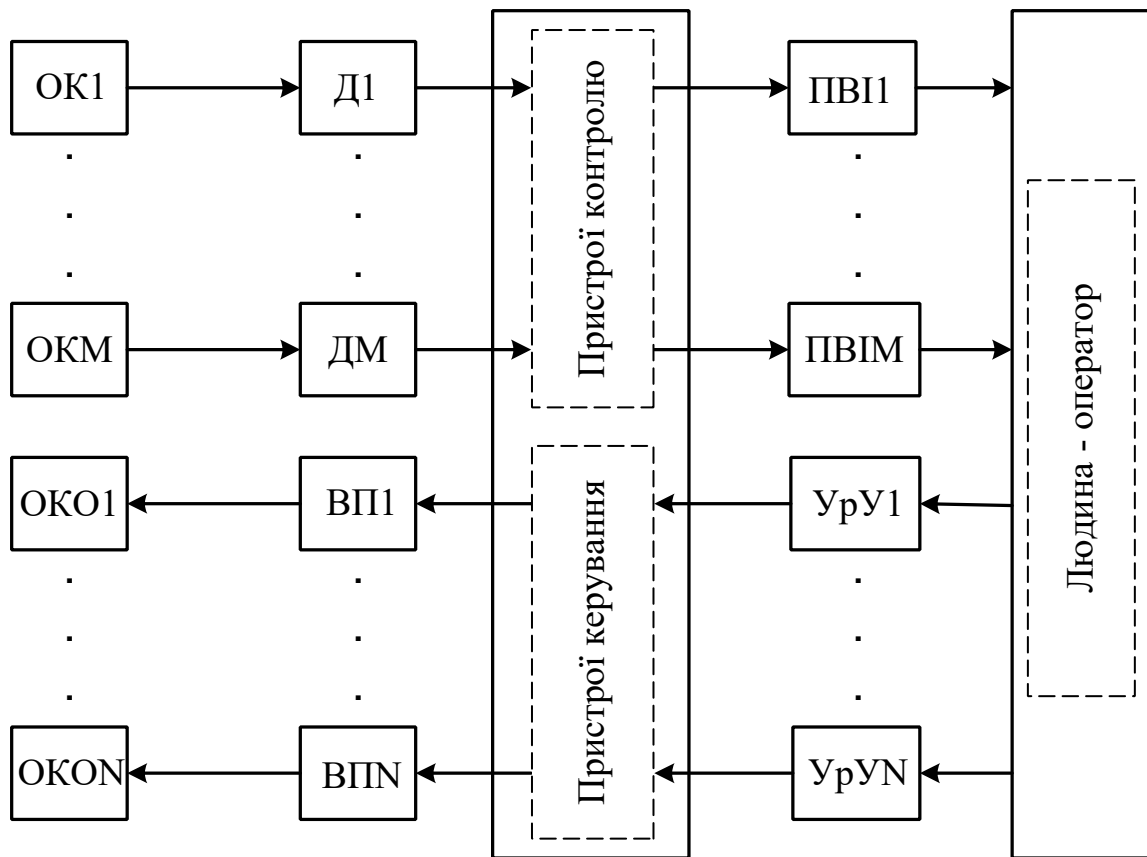 ОК1
Д1
Пристрої контролю
ПВІ1
ОКМ
ДМ
ПВІМ
Людина - оператор
ОКО1
ВП1
Пристрої керування
УрУ1
ОКОN
ВПN
УрУN